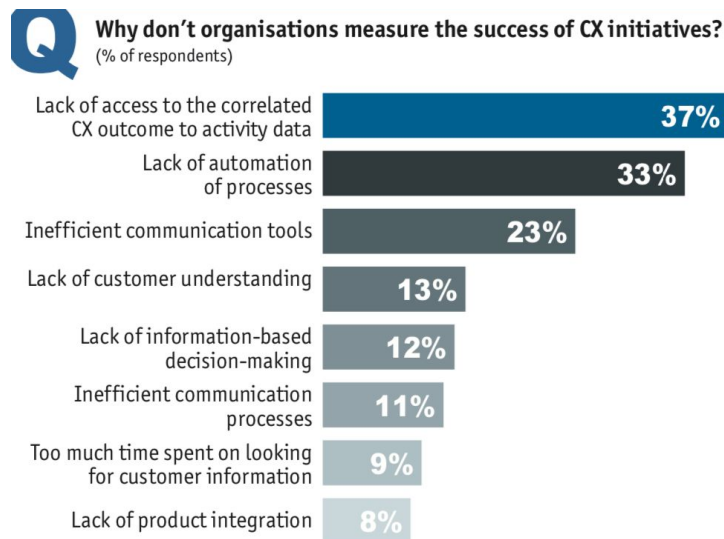 Q
Why don't organisations measure the success of CX initiatives?
(% of respondents)
Lack of access to the correlated
CX outcome to activity data
37%
Lack of automation
of processes
33%
Inefficient communication tools
23%
Lack of customer understanding
13%
Lack of information-based
decision-making
12%
Inefficient communication
processes
11%
Too much time spent on looking
for customer information
9%
Lack of product integration
8%